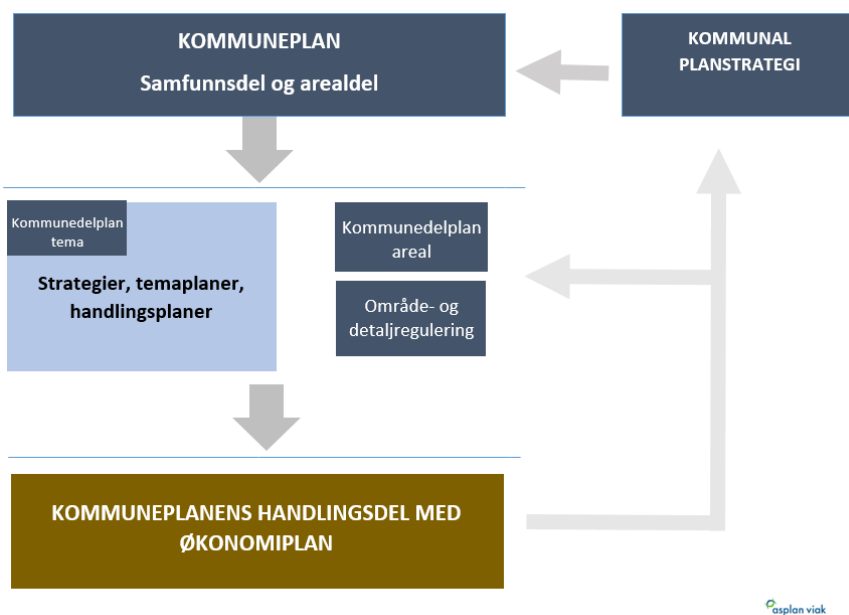 KOMMUNEPLAN
Samfunnsdel og arealdel
KOMMUNAL
PLANSTRATEGI
Kommunedelplan
tema
Strategier, temaplaner,
handlingsplaner
Kommunedelplan
areal
Område- og
detaljregulering
KOMMUNEPLANENS HANDLINGSDEL MED
ØKONOMIPLAN
asplan viak